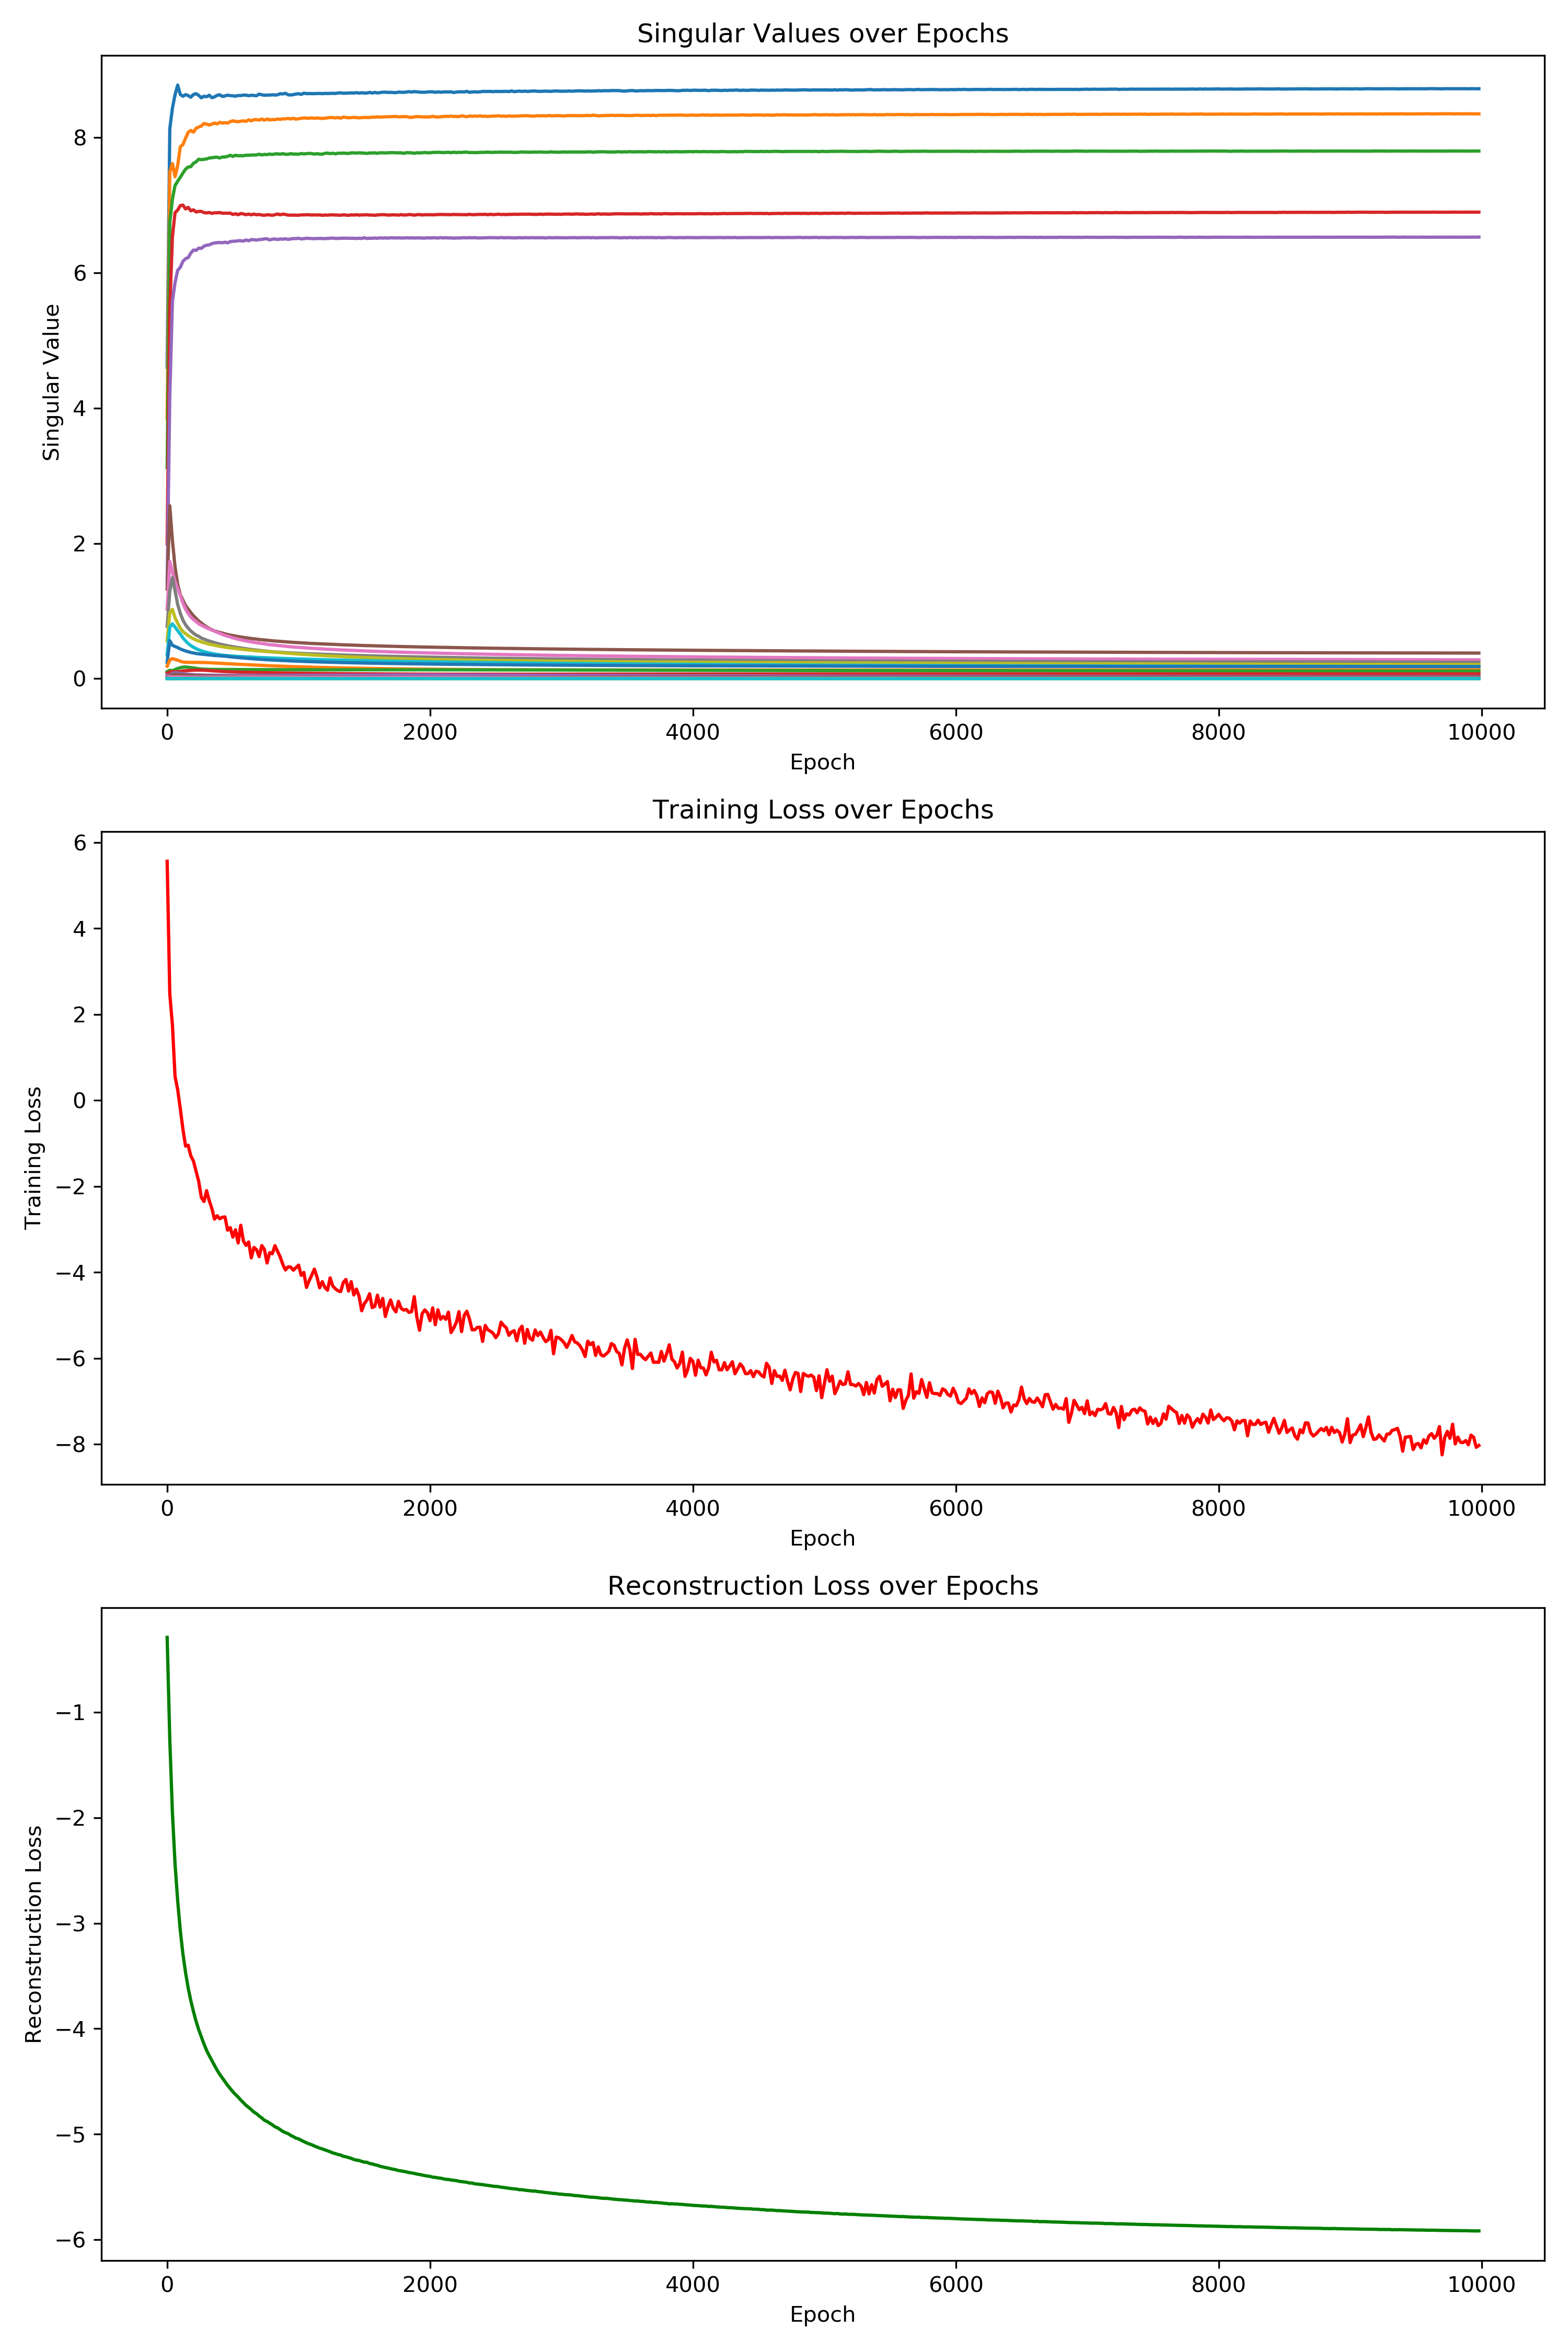 Singular Values over Epochs
Singular Value
8
6
4
2
0
0 2000 4000 6000 8000 10000
Epoch
Training Loss over Epochs
Training Loss
6
4
2
0
−2
−4
−6
−8
0 2000 4000 6000 8000 10000
Epoch
Reconstruction Loss over Epochs
Reconstruction Loss
−1
−2
−3
−4
−5
−6
0 2000 4000 6000 8000 10000
Epoch